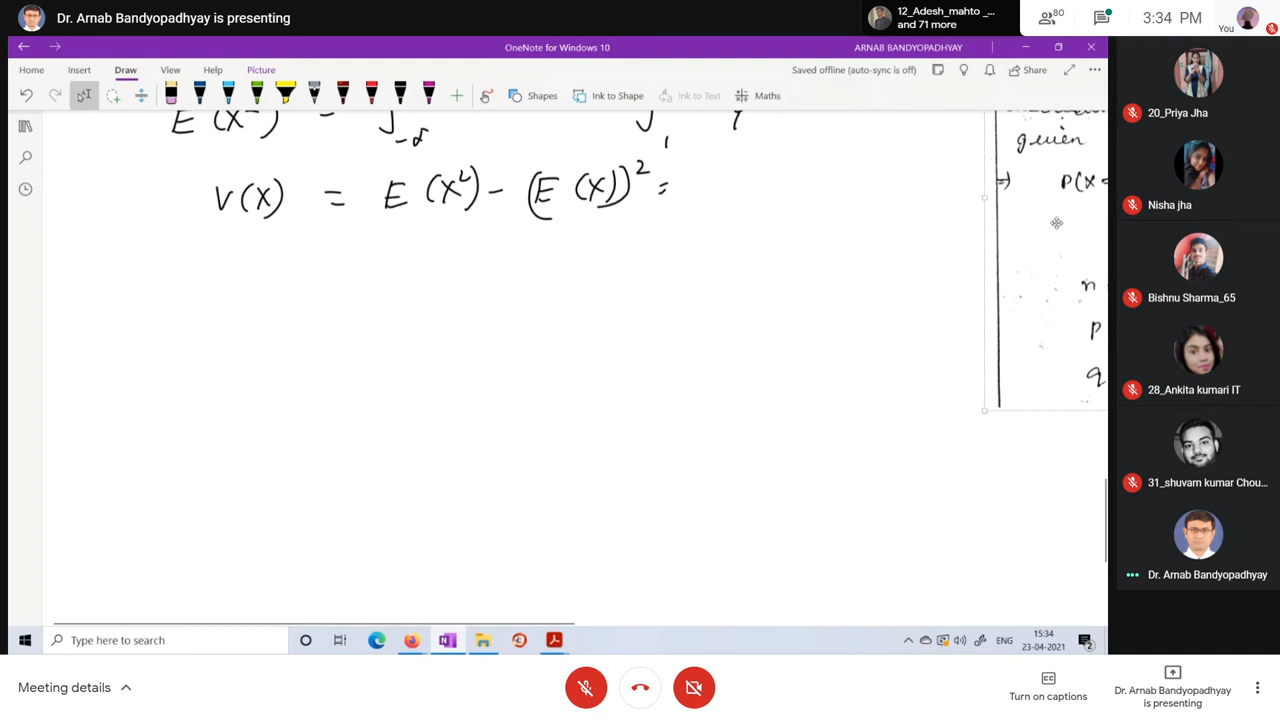 Dr. Arnab Bandyopadhyay is presenting
12_Adesh_mahto _...
and 71 more
80
3:34 PM
You
OneNote for Windows 10
ARNAB BANDYOPADHYAY
Home Insert Draw View Help Picture
Saved offline (auto-sync is off)
Share
Shapes
Ink to Shape
Ink to Text
Maths
E (X²) = ∫
∫
V(X) = E (X²) - (E (X))² =
given
=) P(X =
n
p
q
20_Priya Jha
Nisha jha
Bishnu Sharma_65
28_Ankita kumari IT
31_shuvam kumar Chou...
Dr. Arnab Bandyopadhyay
Type here to search
ENG
15:34
23-04-2021
2
Meeting details
Turn on captions
Dr. Arnab Bandyopadhyay
is presenting